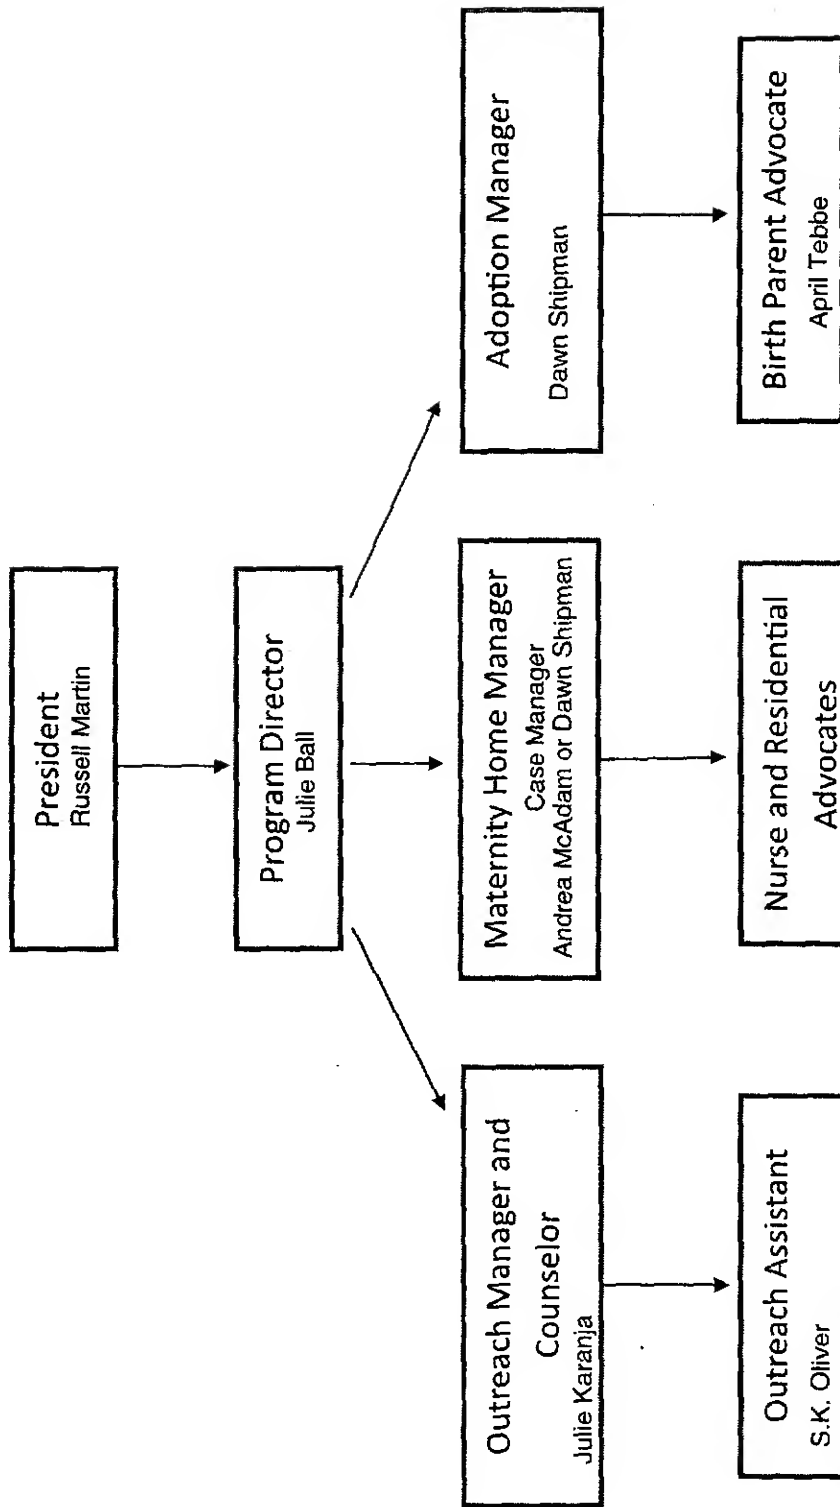 President
Russell Martin
Program Director
Julie Ball
Outreach Manager and
Counselor
Julie Karanja
Maternity Home Manager
Case Manager
Andrea McAdam or Dawn Shipman
Adoption Manager
Dawn Shipman
Outreach Assistant
S.K. Oliver
Nurse and Residential
Advocates
Birth Parent Advocate
April Tebbe